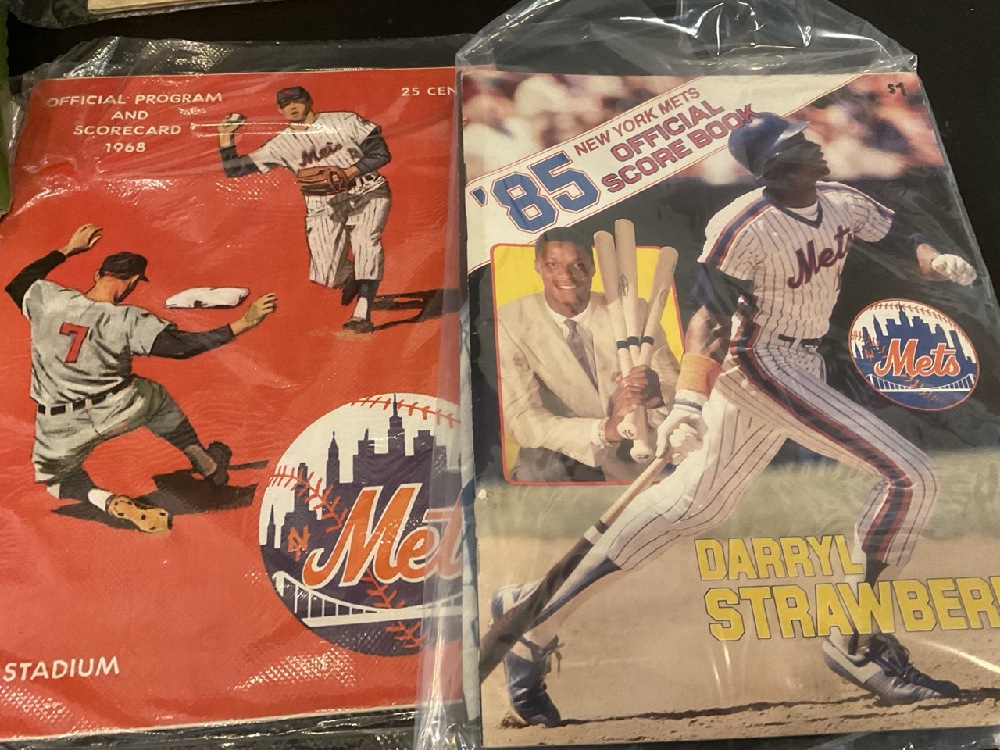 OFFICIAL PROGRAM
AND
SCORECARD
1968
25 CEN
Mets
7
Met
STADIUM
$1
'85 NEW YORK METS
OFFICIAL
SCORE BOOK
Mets
Mets
DARRYL
STRAWBER